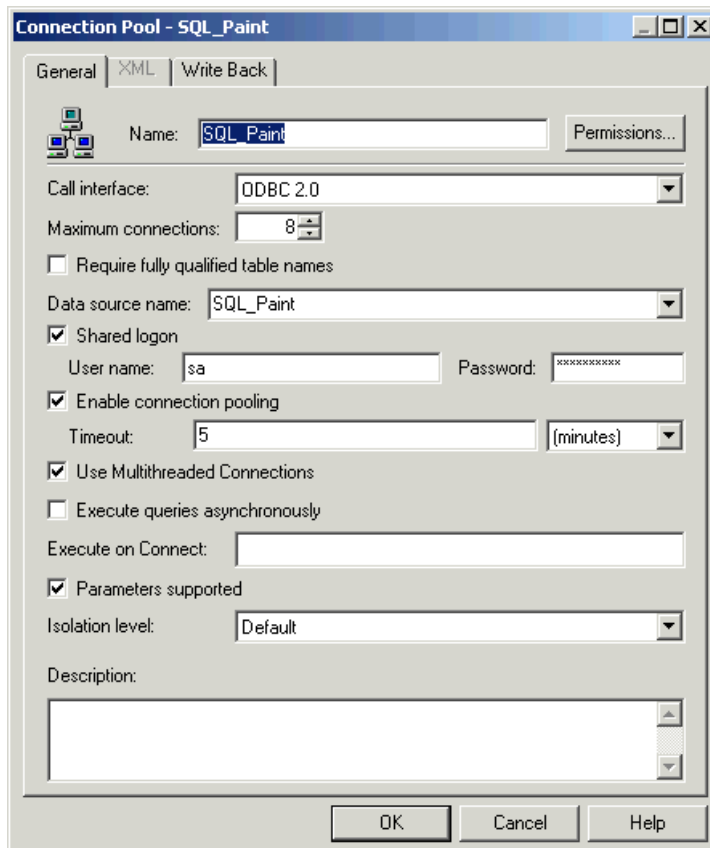 Connection Pool - SQL_Paint
General XML Write Back
Name: SQL_Paint Permissions...
Call interface: ODBC 2.0
Maximum connections: 8
Require fully qualified table names
Data source name: SQL_Paint
Shared logon
User name: sa Password: **********
Enable connection pooling
Timeout: 5 (minutes)
Use Multithreaded Connections
Execute queries asynchronously
Execute on Connect:
Parameters supported
Isolation level: Default
Description:
OK Cancel Help